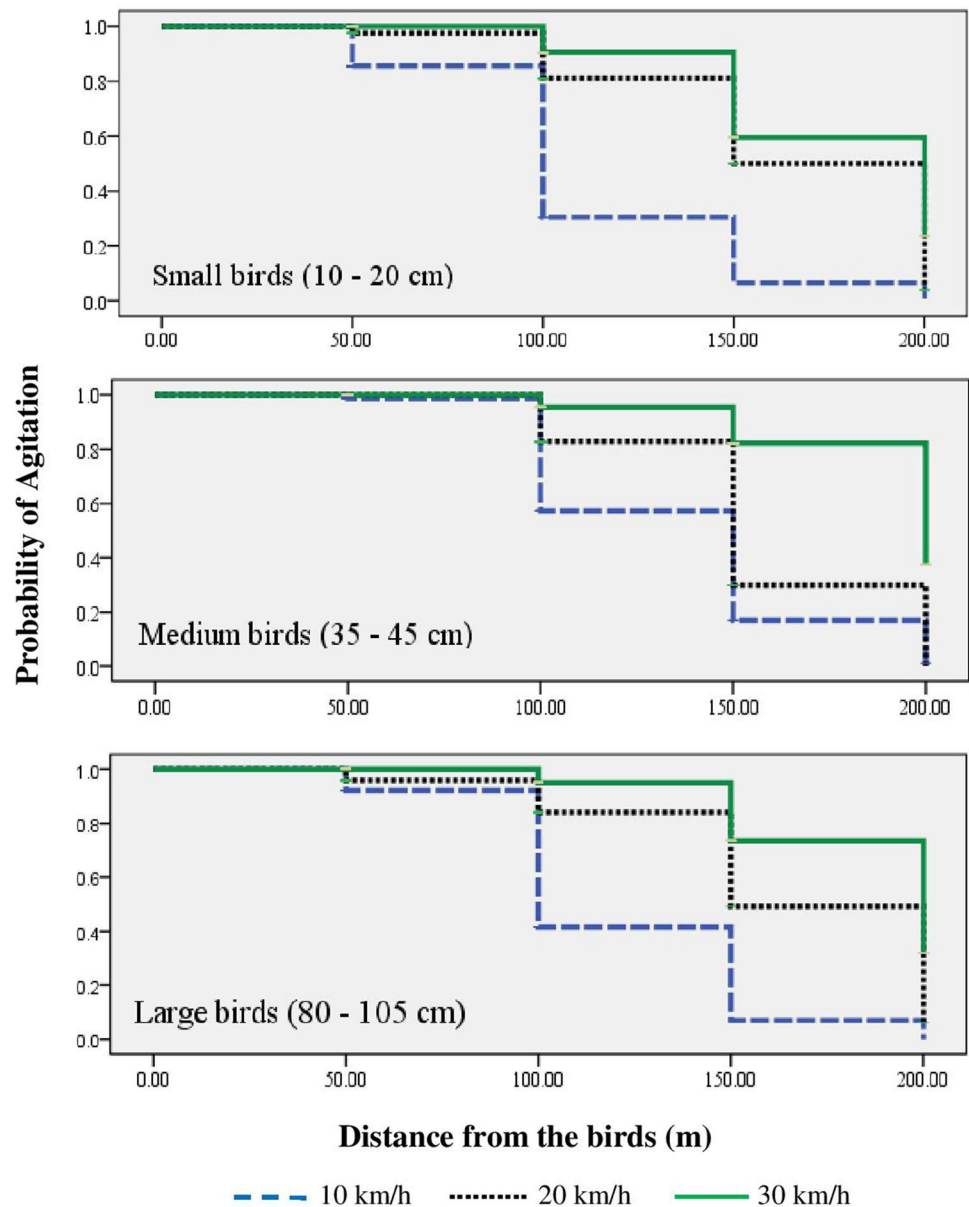 Probability of Agitation
1.0
0.8
0.6
0.4
0.2
0.0
Small birds (10 - 20 cm)
0.00 50.00 100.00 150.00 200.00
1.0
0.8
0.6
0.4
0.2
0.0
Medium birds (35 - 45 cm)
0.00 50.00 100.00 150.00 200.00
1.0
0.8
0.6
0.4
0.2
0.0
Large birds (80 - 105 cm)
0.00 50.00 100.00 150.00 200.00
Distance from the birds (m)
10 km/h 20 km/h 30 km/h